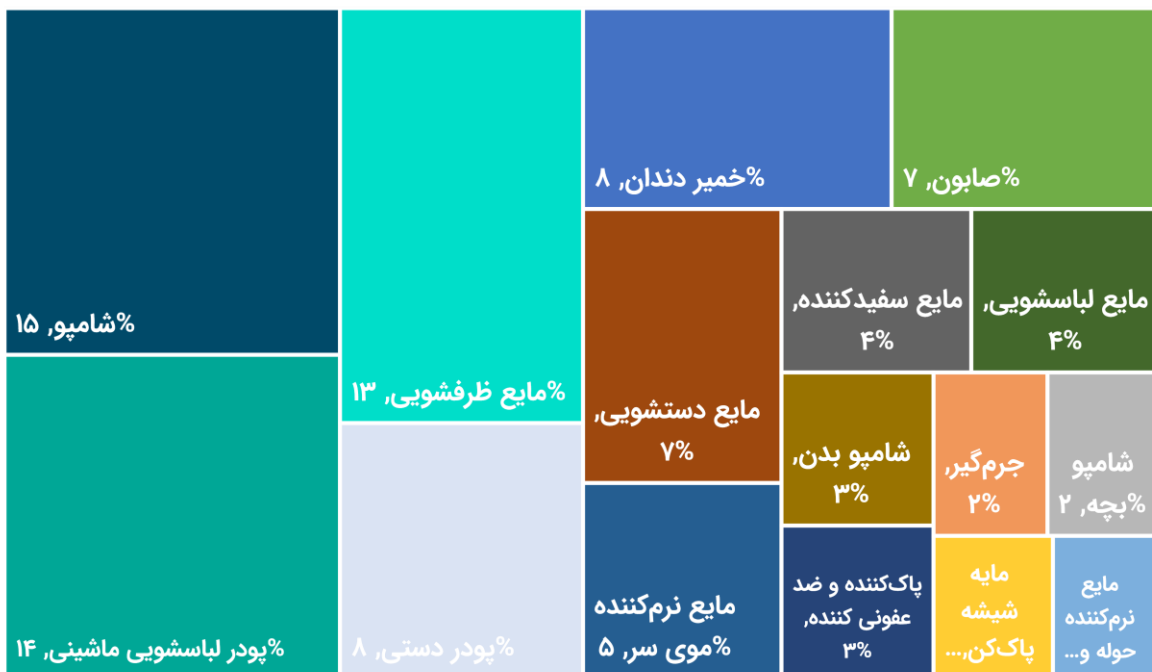 شامپو, ۱۵%
پودر لباسشویی ماشینی, ۱۴%
مایع ظرفشویی, ۱۳%
پودر دستی, ۸%
خمیر دندان, ۸%
صابون, ۷%
مایع دستشویی,
۷%
مایع نرم‌کننده
موی سر, ۵%
مایع سفیدکننده,
۴%
مایع لباسشویی,
۴%
شامپو بدن,
۳%
پاک‌کننده و ضد
عفونی کننده,
۳%
جرم‌گیر,
۲%
شامپو
بچه, ۲%
مایه
شیشه
پاک‌کن,...
مایع
نرم‌کننده
حوله و...